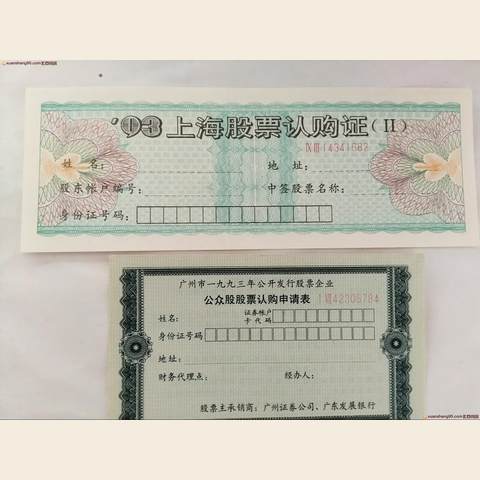 '93上海股票认购证(II)
IXIII14341682
姓 名: 地 址:
股东帐户编号: 中签股票名称:
身份证号码:
广州市一九九三年公开发行股票企业
公众股股票认购申请表 IVII42306784
姓名: 证券帐户卡代码
身份证号码
地址:
财务代理点: 经办人:
股票主承销商:广州证券公司、广东发展银行